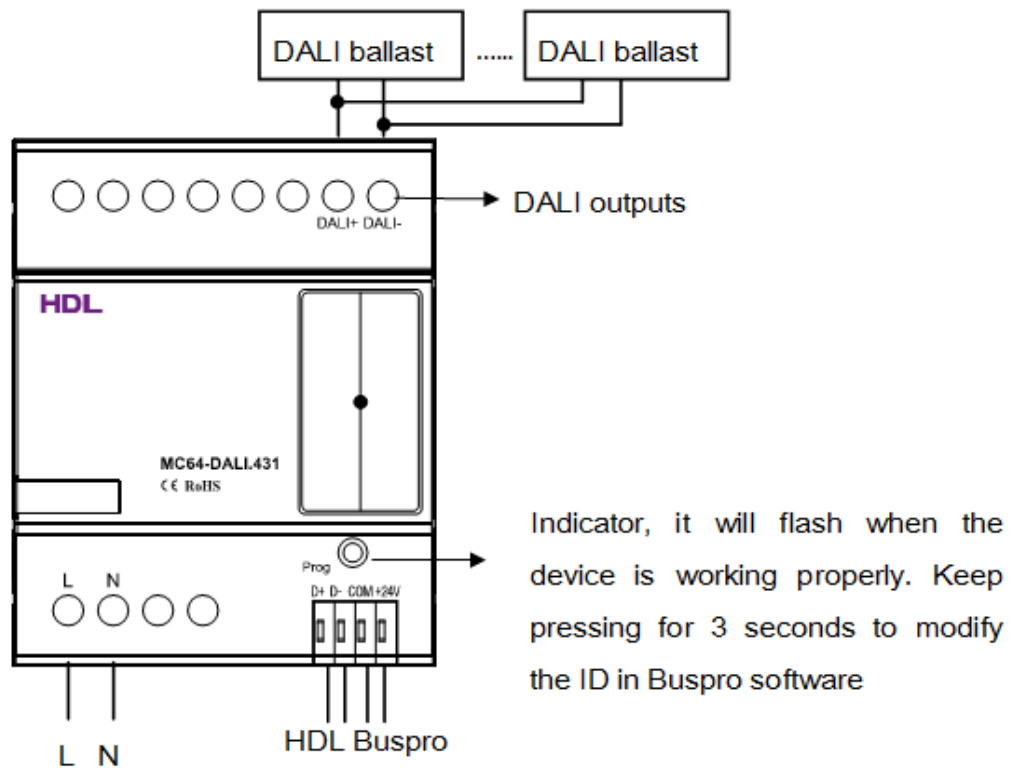 DALI ballast ...... DALI ballast
DALI outputs
DALI+ DALI-
HDL
MC64-DALI.431
CE RoHS
Indicator, it will flash when the
device is working properly. Keep
pressing for 3 seconds to modify
the ID in Buspro software
Prog
L N
D+ D- COM +24V
HDL Buspro
L N